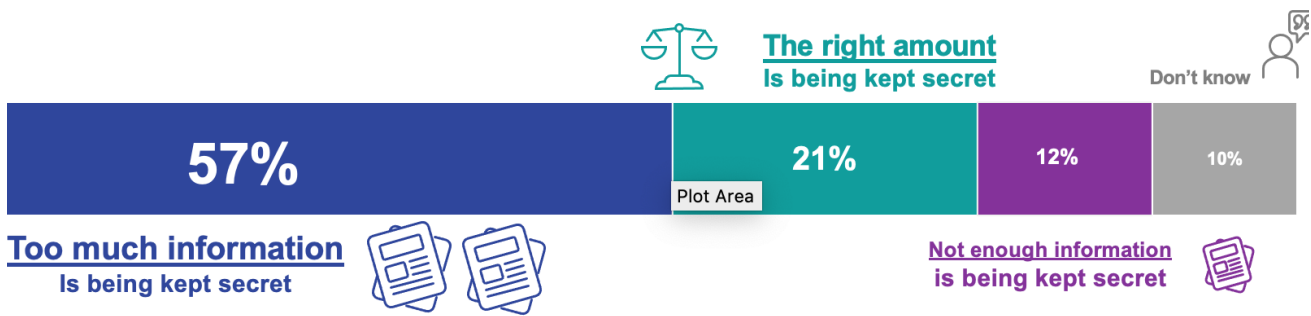 The right amount
Is being kept secret
Don't know
57%
21%
12%
10%
Plot Area
Too much information
Is being kept secret
Not enough information
is being kept secret